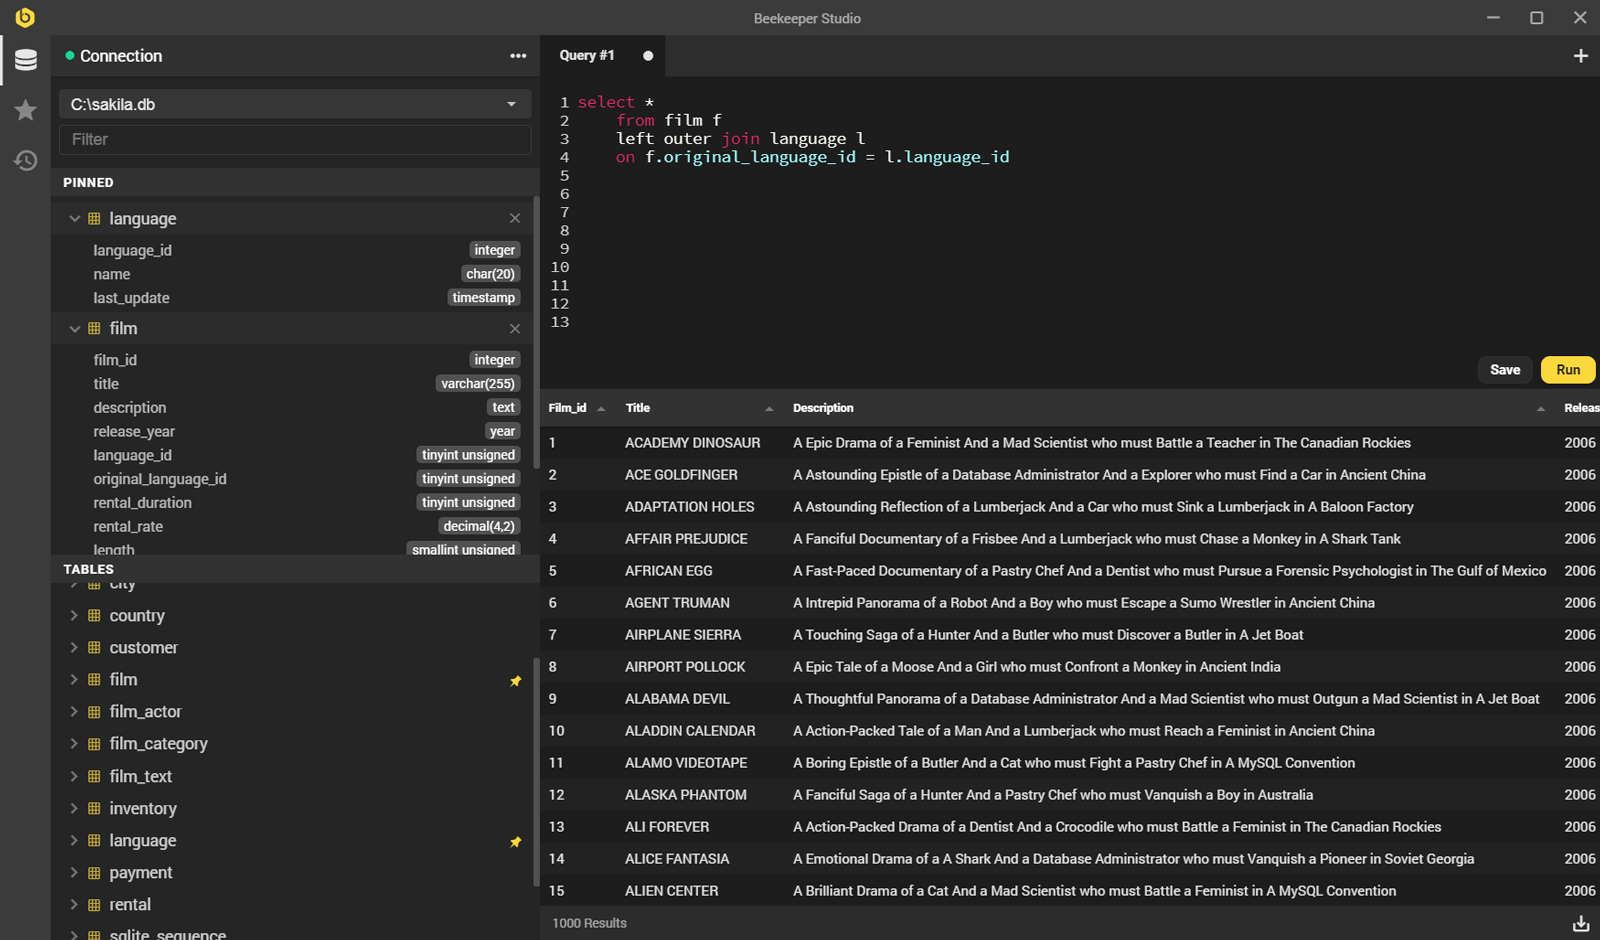 Beekeeper Studio
Connection
C:\sakila.db
Filter
PINNED
language
language_id integer
name char(20)
last_update timestamp
film
film_id integer
title varchar(255)
description text
release_year year
language_id tinyint unsigned
original_language_id tinyint unsigned
rental_duration tinyint unsigned
rental_rate decimal(4,2)
length smallint unsigned
TABLES
city
country
customer
film
film_actor
film_category
film_text
inventory
language
payment
rental
sqlite_sequence
Query #1
1 select *
2 from film f
3 left outer join language l
4 on f.original_language_id = l.language_id
5
6
7
8
9
10
11
12
13
Save Run
Film_id Title Description Releas
1 ACADEMY DINOSAUR A Epic Drama of a Feminist And a Mad Scientist who must Battle a Teacher in The Canadian Rockies 2006
2 ACE GOLDFINGER A Astounding Epistle of a Database Administrator And a Explorer who must Find a Car in Ancient China 2006
3 ADAPTATION HOLES A Astounding Reflection of a Lumberjack And a Car who must Sink a Lumberjack in A Baloon Factory 2006
4 AFFAIR PREJUDICE A Fanciful Documentary of a Frisbee And a Lumberjack who must Chase a Monkey in A Shark Tank 2006
5 AFRICAN EGG A Fast-Paced Documentary of a Pastry Chef And a Dentist who must Pursue a Forensic Psychologist in The Gulf of Mexico 2006
6 AGENT TRUMAN A Intrepid Panorama of a Robot And a Boy who must Escape a Sumo Wrestler in Ancient China 2006
7 AIRPLANE SIERRA A Touching Saga of a Hunter And a Butler who must Discover a Butler in A Jet Boat 2006
8 AIRPORT POLLOCK A Epic Tale of a Moose And a Girl who must Confront a Monkey in Ancient India 2006
9 ALABAMA DEVIL A Thoughtful Panorama of a Database Administrator And a Mad Scientist who must Outgun a Mad Scientist in A Jet Boat 2006
10 ALADDIN CALENDAR A Action-Packed Tale of a Man And a Lumberjack who must Reach a Feminist in Ancient China 2006
11 ALAMO VIDEOTAPE A Boring Epistle of a Butler And a Cat who must Fight a Pastry Chef in A MySQL Convention 2006
12 ALASKA PHANTOM A Fanciful Saga of a Hunter And a Pastry Chef who must Vanquish a Boy in Australia 2006
13 ALI FOREVER A Action-Packed Drama of a Dentist And a Crocodile who must Battle a Feminist in The Canadian Rockies 2006
14 ALICE FANTASIA A Emotional Drama of a A Shark And a Database Administrator who must Vanquish a Pioneer in Soviet Georgia 2006
15 ALIEN CENTER A Brilliant Drama of a Cat And a Mad Scientist who must Battle a Feminist in A MySQL Convention 2006
1000 Results